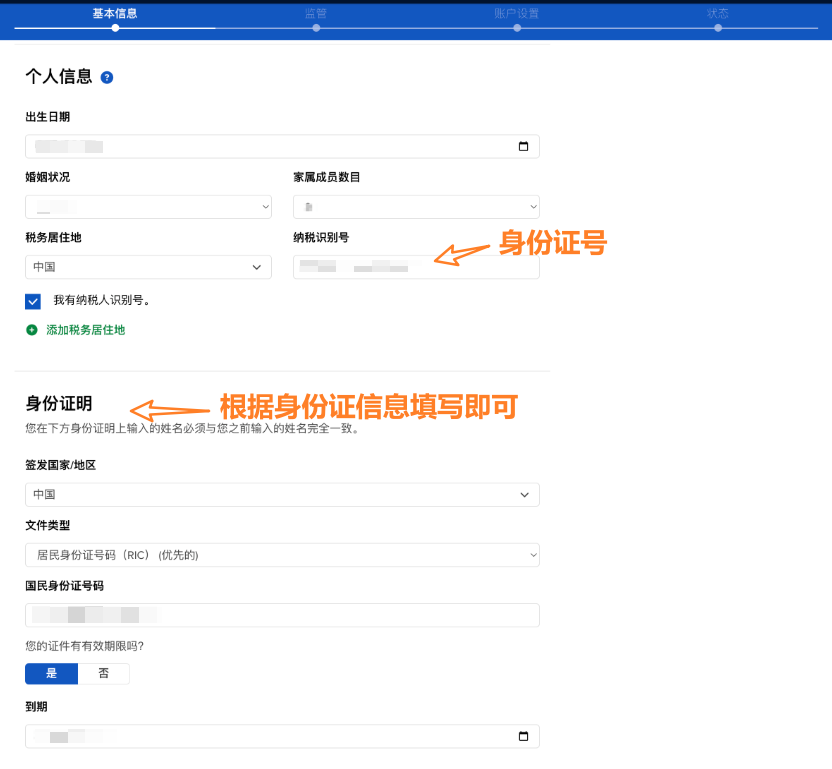 基本信息
监管
账户设置
状态
个人信息 ?
出生日期
婚姻状况
家属成员数目
税务居住地
纳税识别号
身份证号
中国
我有纳税人识别号。
添加税务居住地
身份证明
根据身份证信息填写即可
您在下方身份证明上输入的姓名必须与您之前输入的姓名完全一致。
签发国家/地区
中国
文件类型
居民身份证号码（RIC） (优先的)
国民身份证号码
您的证件有有效期限吗?
是
否
到期